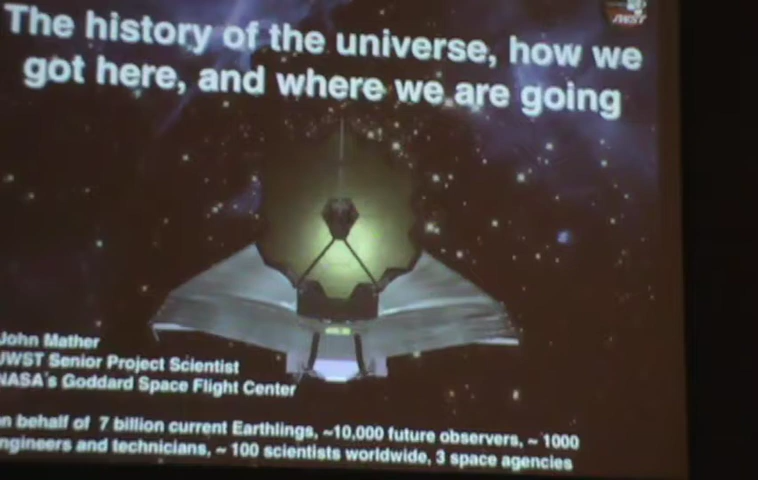 The history of the universe, how we
got here, and where we are going
JWST
John Mather
JWST Senior Project Scientist
NASA's Goddard Space Flight Center
n behalf of 7 billion current Earthlings, ~10,000 future observers, ~ 1000
ngineers and technicians, ~ 100 scientists worldwide, 3 space agencies